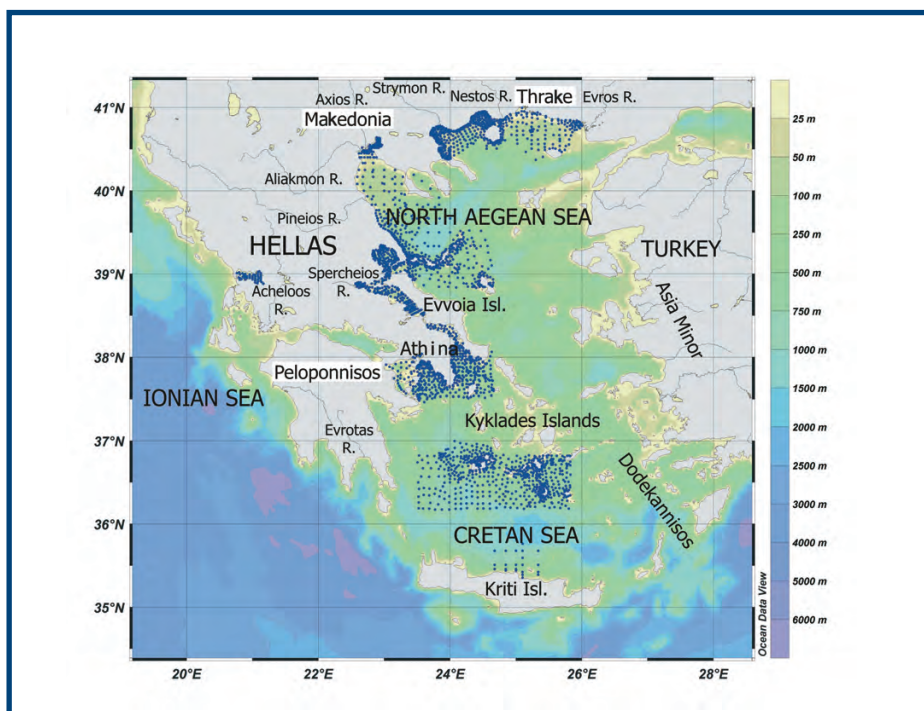 Strymon R.
41°N
Axios R.
Nestos R.
Thrake
Evros R.
Makedonia
40°N
Aliakmon R.
Pineios R.
NORTH AEGEAN SEA
HELLAS
TURKEY
39°N
Spercheios
R.
Acheloos
R.
Evvoia Isl.
Asia Minor
38°N
Athina
Peloponnisos
IONIAN SEA
Kyklades Islands
Evrotas
R.
37°N
Dodekannisos
36°N
CRETAN SEA
Kriti Isl.
35°N
20°E
22°E
24°E
26°E
28°E
25 m
50 m
100 m
250 m
500 m
750 m
1000 m
1500 m
2000 m
2500 m
3000 m
4000 m
5000 m
6000 m
Ocean Data View